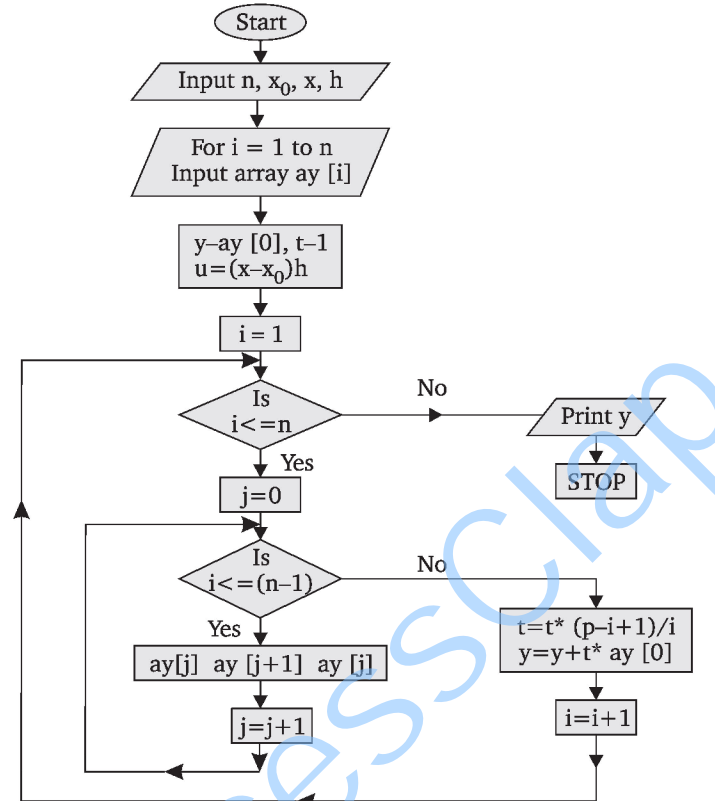 Start
Input n, x₀, x, h
For i = 1 to n
Input array ay [i]
y–ay [0], t–1
u=(x–x₀)h
i = 1
Is
i<=n
No
Print y
STOP
Yes
j=0
Is
i<=(n–1)
No
t=t* (p–i+1)/i
y=y+t* ay [0]
i=i+1
Yes
ay[j] ay [j+1] ay [j]
j=j+1
essClap